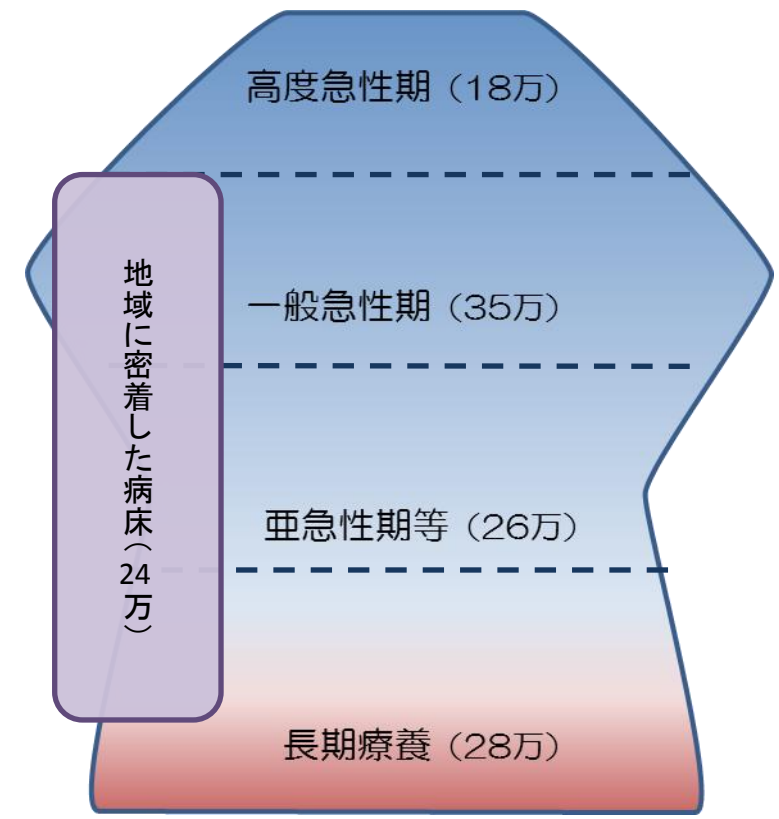 高度急性期（18万）
地域に密着した病床（24万）
一般急性期（35万）
亜急性期等（26万）
長期療養（28万）